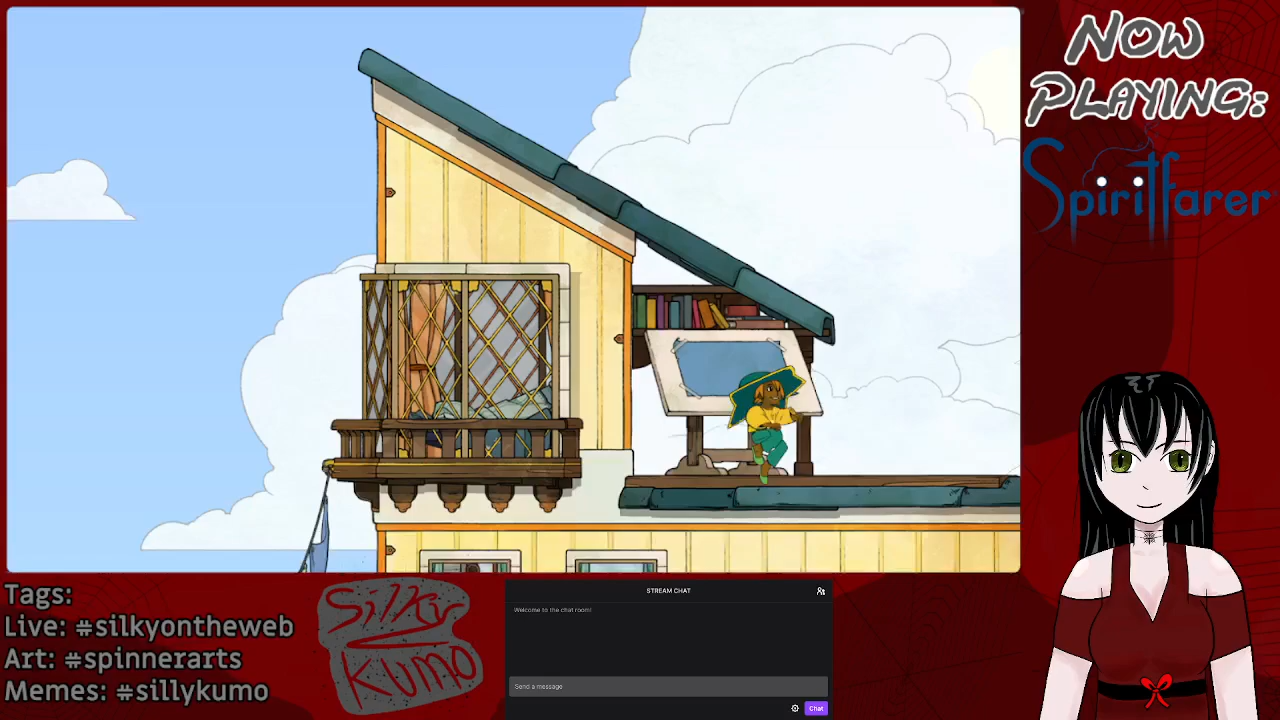 Now
Playing:
Spiritfarer
Tags:
Live: #silkyontheweb
Art: #spinnerarts
Memes: #sillykumo
Silky
Kumo
STREAM CHAT
Welcome to the chat room!
Send a message
Chat